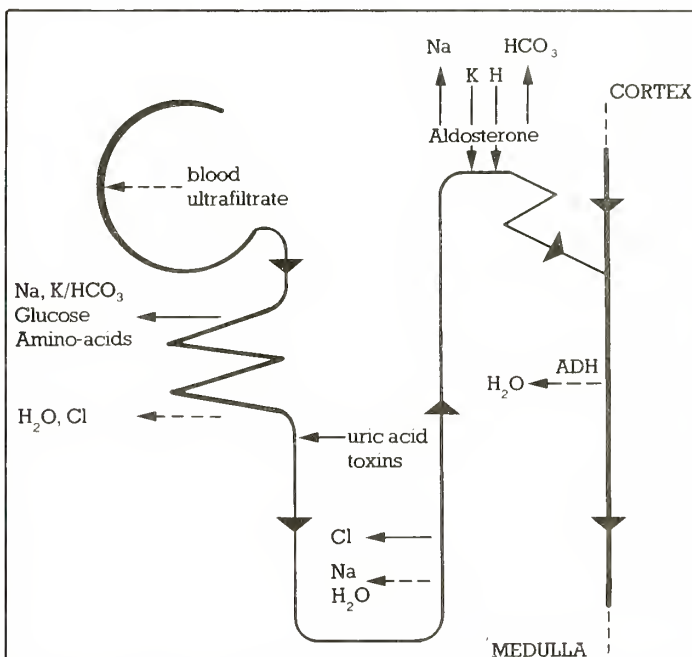 Na
HCO₃
K H
CORTEX
Aldosterone
blood
ultrafiltrate
Na, K/HCO₃
Glucose
Amino-acids
ADH
H₂O
H₂O, Cl
uric acid
toxins
Cl
Na
H₂O
MEDULLA